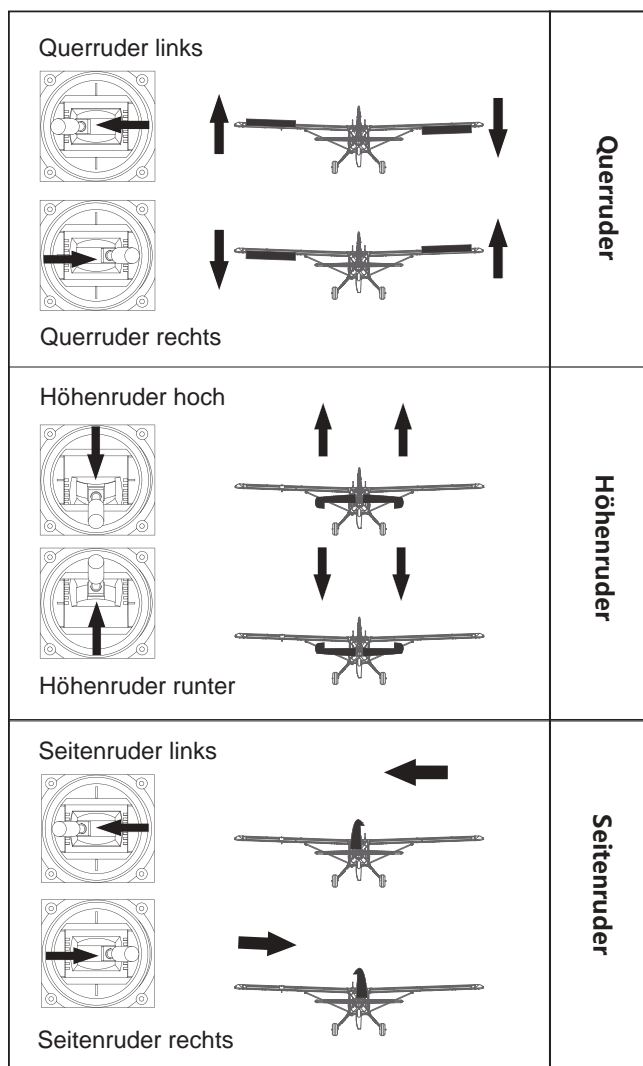 Querruder links
Querruder rechts
Querruder
Höhenruder hoch
Höhenruder runter
Höhenruder
Seitenruder links
Seitenruder rechts
Seitenruder